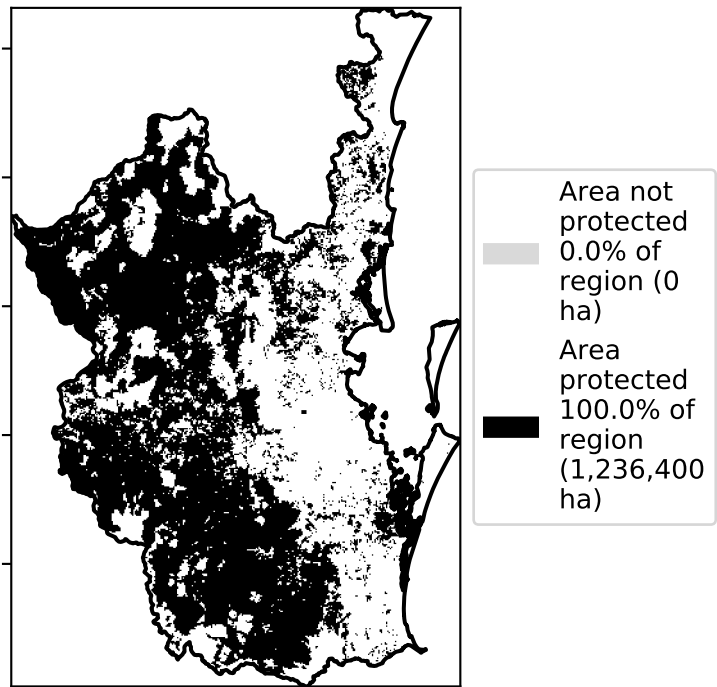 Area not
protected
0.0% of
region (0
ha)
Area
protected
100.0% of
region
(1,236,400
ha)